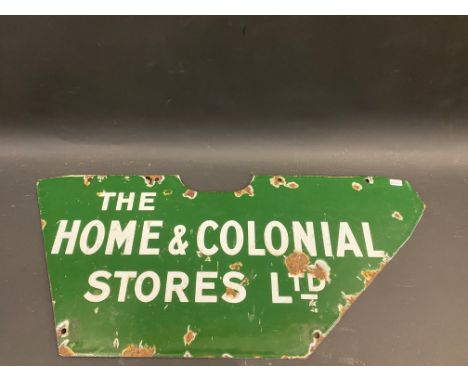 THE
HOME & COLONIAL
STORES LTD